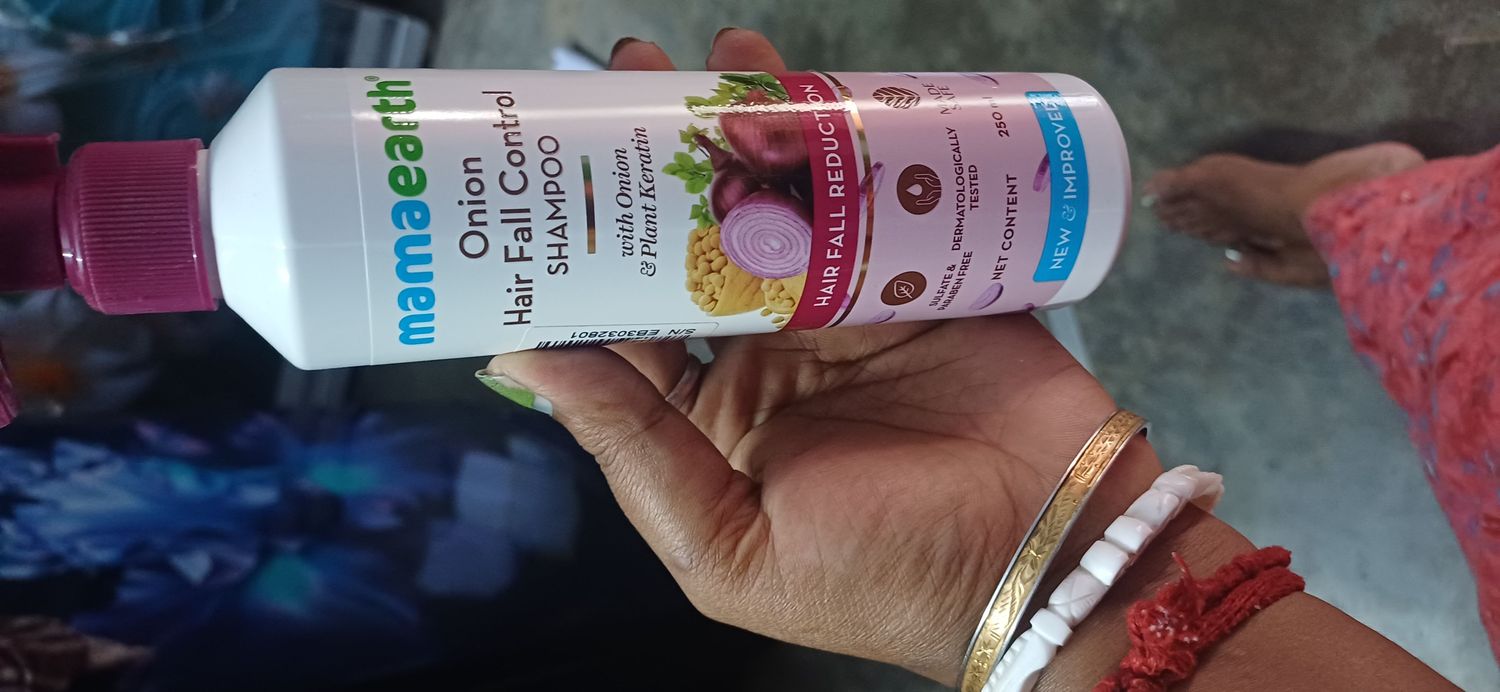 mamaearth®
Onion
Hair Fall Control
SHAMPOO
with Onion
& Plant Keratin
HAIR FALL REDUCTION
SULFATE &
PARABEN FREE
DERMATOLOGICALLY
TESTED
MADE
SAFE
NET CONTENT 250 ml
NEW & IMPROVED
S/N EB3032801